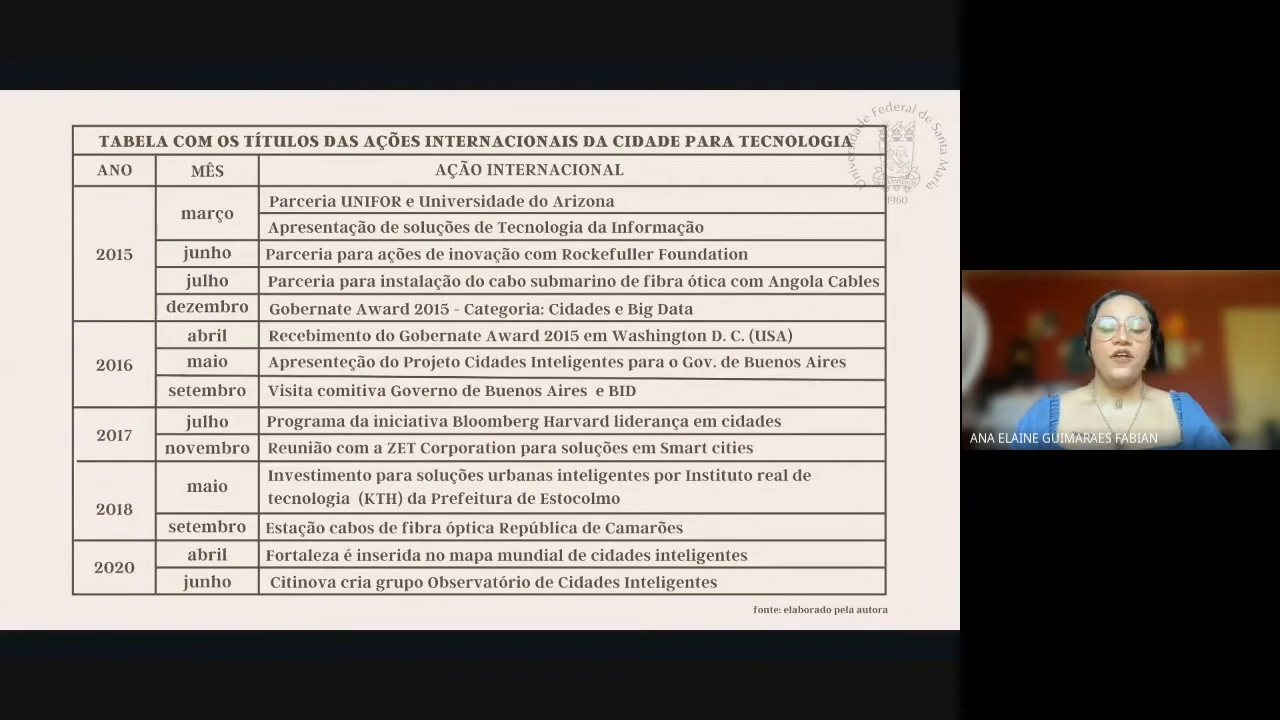 TABELA COM OS TÍTULOS DAS AÇÕES INTERNACIONAIS DA CIDADE PARA TECNOLOGIA
Universidade Federal de Santa Maria
1960
ANO MÊS AÇÃO INTERNACIONAL
2015
março
Parceria UNIFOR e Universidade do Arizona
Apresentação de soluções de Tecnologia da Informação
junho Parceria para ações de inovação com Rockefuller Foundation
julho Parceria para instalação do cabo submarino de fibra ótica com Angola Cables
dezembro Gobernate Award 2015 - Categoria: Cidades e Big Data
2016
abril Recebimento do Gobernate Award 2015 em Washington D. C. (USA)
maio Apresenteção do Projeto Cidades Inteligentes para o Gov. de Buenos Aires
setembro Visita comitiva Governo de Buenos Aires e BID
2017
julho Programa da iniciativa Bloomberg Harvard liderança em cidades
novembro Reunião com a ZET Corporation para soluções em Smart cities
2018
maio
Investimento para soluções urbanas inteligentes por Instituto real de
tecnologia (KTH) da Prefeitura de Estocolmo
setembro Estação cabos de fibra óptica República de Camarões
2020
abril Fortaleza é inserida no mapa mundial de cidades inteligentes
junho Citinova cria grupo Observatório de Cidades Inteligentes
fonte: elaborado pela autora
ANA ELAINE GUIMARAES FABIAN